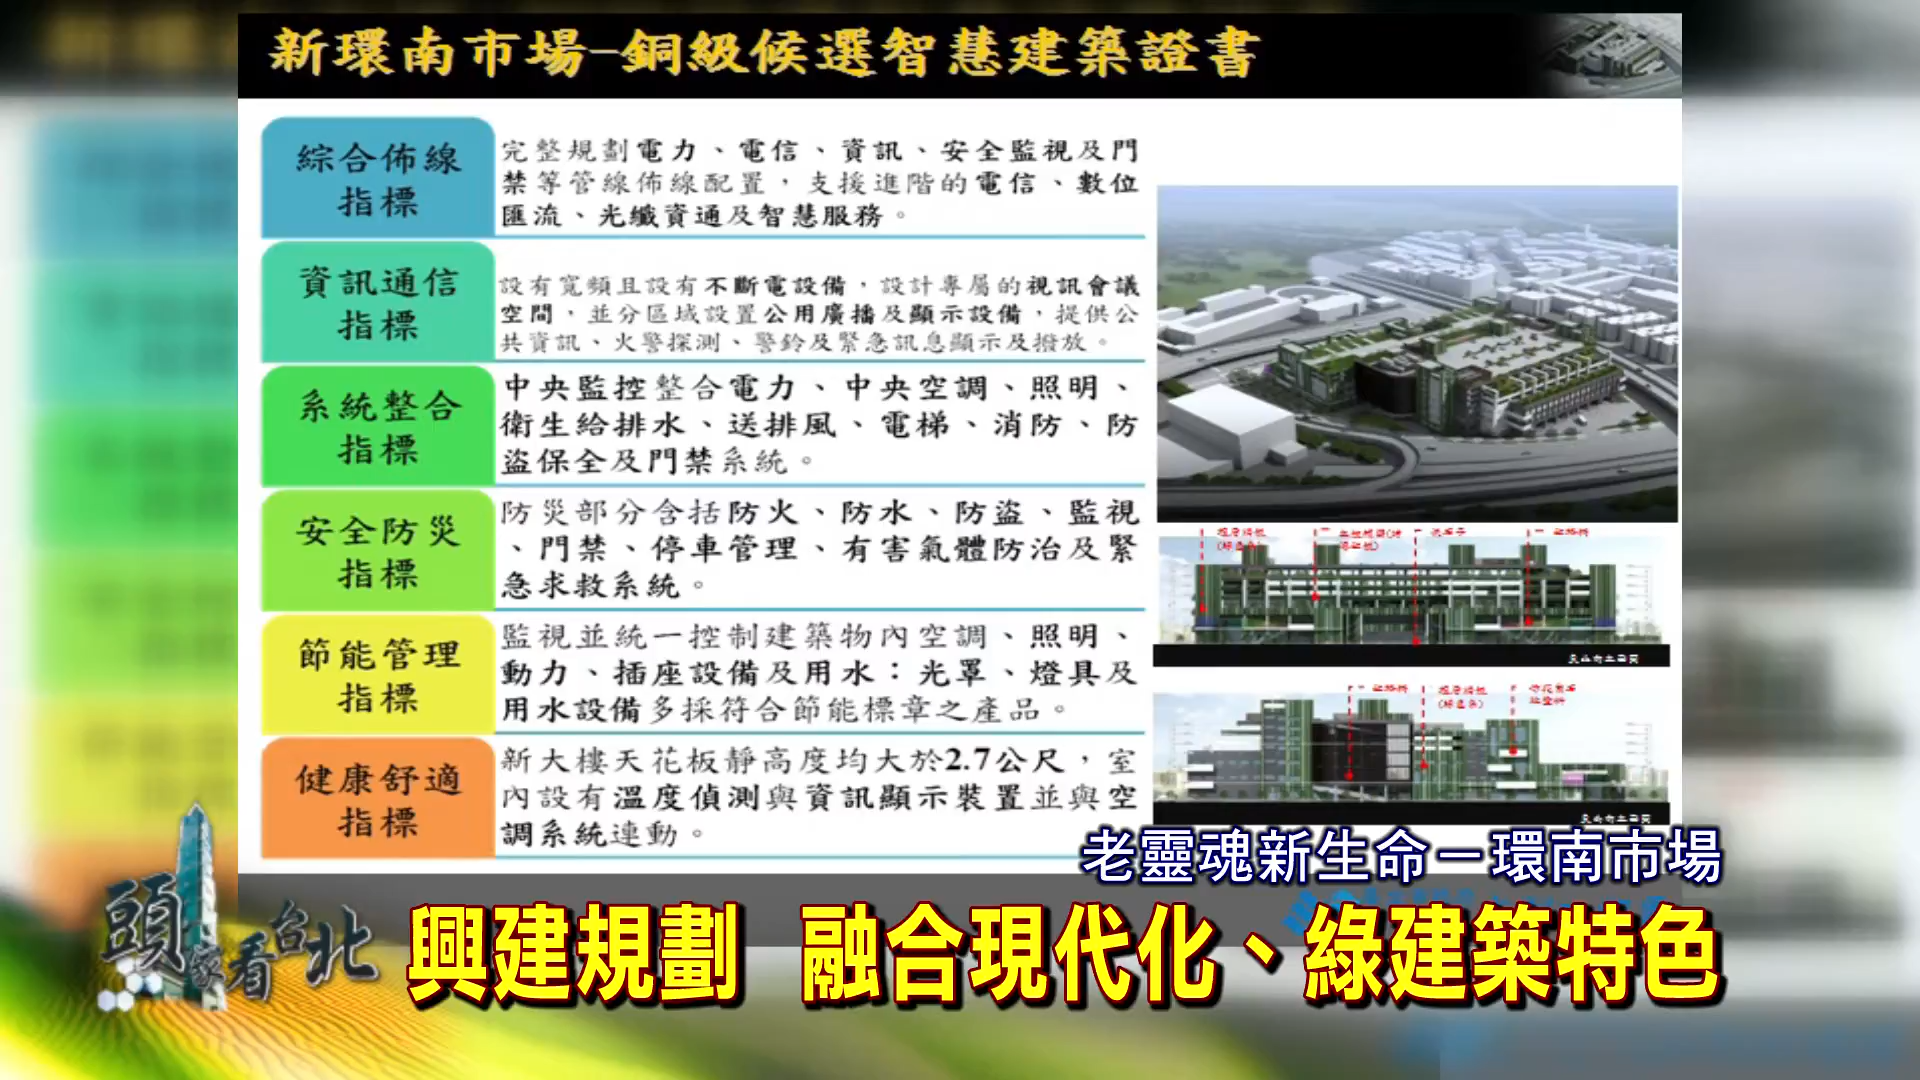 新環南市場-銅級候選智慧建築證書
綜合佈線
指標
完整規劃電力、電信、資訊、安全監視及門
禁等管線佈線配置，支援進階的電信、數位
匯流、光纖資通及智慧服務。
資訊通信
指標
設有寬頻且設有不斷電設備，設計專屬的視訊會議
空間，並分區域設置公用廣播及顯示設備，提供公
共資訊、火警探測、警鈴及緊急訊息顯示及撥放。
系統整合
指標
中央監控整合電力、中央空調、照明、
衛生給排水、送排風、電梯、消防、防
盜保全及門禁系統。
安全防災
指標
防災部分含括防火、防水、防盜、監視
、門禁、停車管理、有害氣體防治及緊
急求救系統。
節能管理
指標
監視並統一控制建築物內空調、照明、
動力、插座設備及用水：光罩、燈具及
用水設備多採符合節能標章之產品。
健康舒適
指標
新大樓天花板靜高度均大於2.7公尺，室
內設有溫度偵測與資訊顯示裝置並與空
調系統連動。
老靈魂新生命－環南市場
頭家看台北
興建規劃 融合現代化、綠建築特色